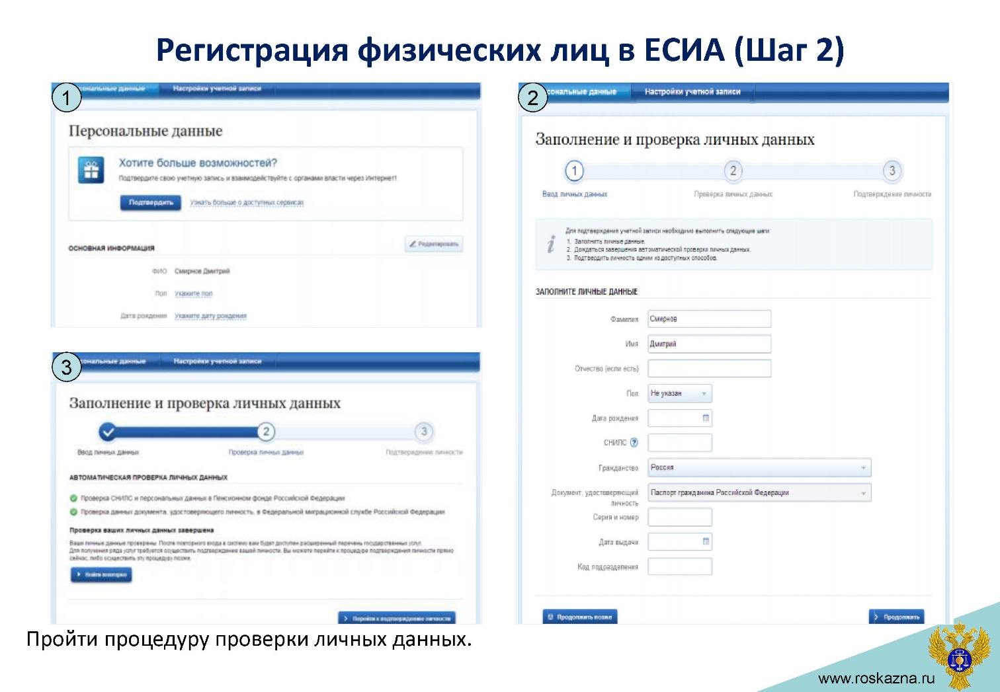 Регистрация физических лиц в ЕСИА (Шаг 2)
1
сональные данные
Настройки учетной записи
Персональные данные
Хотите больше возможностей?
Подтвердите свою учетную запись и взаимодействуйте с органами власти через Интернет!
Подтвердить
Узнать больше о доступных сервисах
ОСНОВНАЯ ИНФОРМАЦИЯ
Редактировать
ФИО Смирнов Дмитрий
Пол Укажите пол
Дата рождения Укажите дату рождения
2
сональные данные
Настройки учетной записи
Заполнение и проверка личных данных
1
2
3
Ввод личных данных
Проверка личных данных
Подтверждение личности
Для подтверждения учетной записи необходимо выполнить следующие шаги:
1. Заполнить личные данные.
2. Дождаться завершения автоматической проверки личных данных.
3. Подтвердить личность одним из доступных способов.
ЗАПОЛНИТЕ ЛИЧНЫЕ ДАННЫЕ
Фамилия Смирнов
Имя Дмитрий
Отчество (если есть)
Пол Не указан
Дата рождения
СНИЛС ?
Гражданство Россия
Документ, удостоверяющий Паспорт гражданина Российской Федерации
личность
Серия и номер
Дата выдачи
Код подразделения
Продолжить позже
Продолжить
3
сональные данные
Настройки учетной записи
Заполнение и проверка личных данных
2
3
Ввод личных данных
Проверка личных данных
Подтверждение личности
АВТОМАТИЧЕСКАЯ ПРОВЕРКА ЛИЧНЫХ ДАННЫХ
Проверка СНИЛС и персональных данных в Пенсионном фонде Российской Федерации
Проверка данных документа, удостоверяющего личность, в Федеральной миграционной службе Российской Федерации
Проверка ваших личных данных завершена
Ваши личные данные проверены. После повторного входа в систему вам будет доступен расширенный перечень государственных услуг.
Для получения ряда услуг требуется осуществить подтверждение вашей личности. Вы можете перейти к процедуре подтверждения личности прямо
сейчас, либо осуществить эту процедуру позже.
Войти повторно
Перейти к подтверждению личности
Пройти процедуру проверки личных данных.
www.roskazna.ru